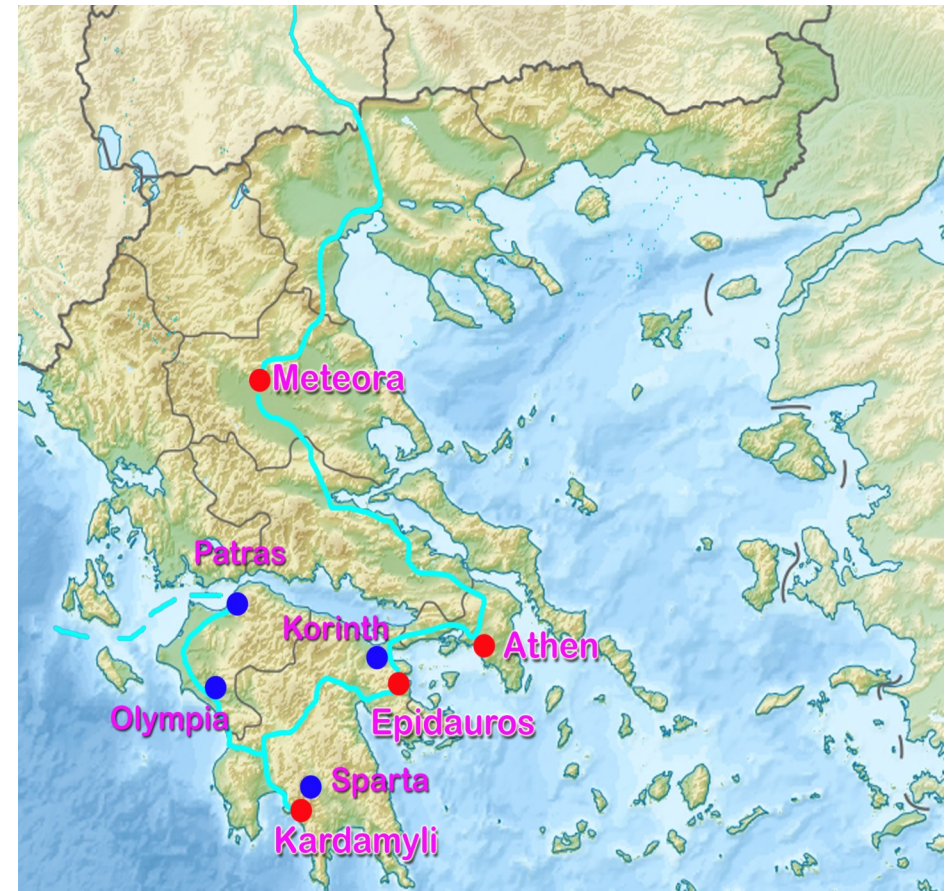 Meteora
Patras
Korinth
Athen
Olympia
Epidauros
Sparta
Kardamyli